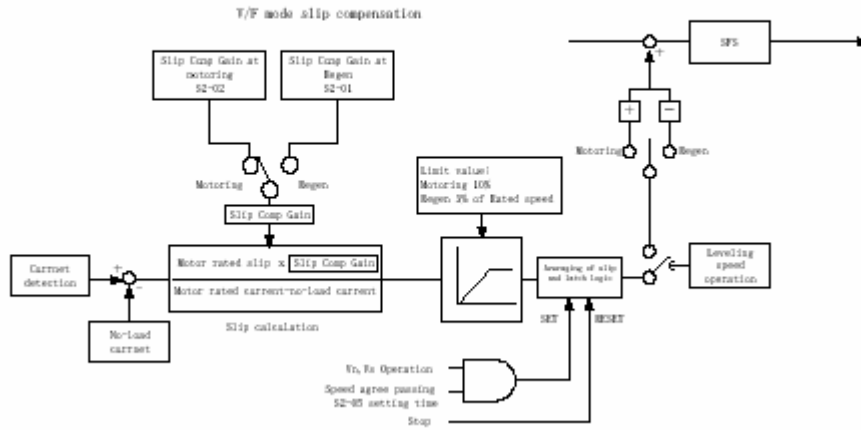 V/F mode slip compensation
Slip Comp Gain at
motoring
S2-02
Slip Comp Gain at
Regen
S2-01
SFS
+
+
−
Motoring
Regen
Motoring
Regen
Slip Comp Gain
Limit value:
Motoring 10%
Regen 5% of Rated speed
Carrnet
detection
+
-
No-load
carrnet
Motor rated slip x Slip Comp Gain
Motor rated current-no-load current
Slip calculation
Averaging of slip
and latch logic
Leveling
speed
operation
SET
RESET
Vn,Vs Operation
Speed agree passing
S2-05 setting time
Stop